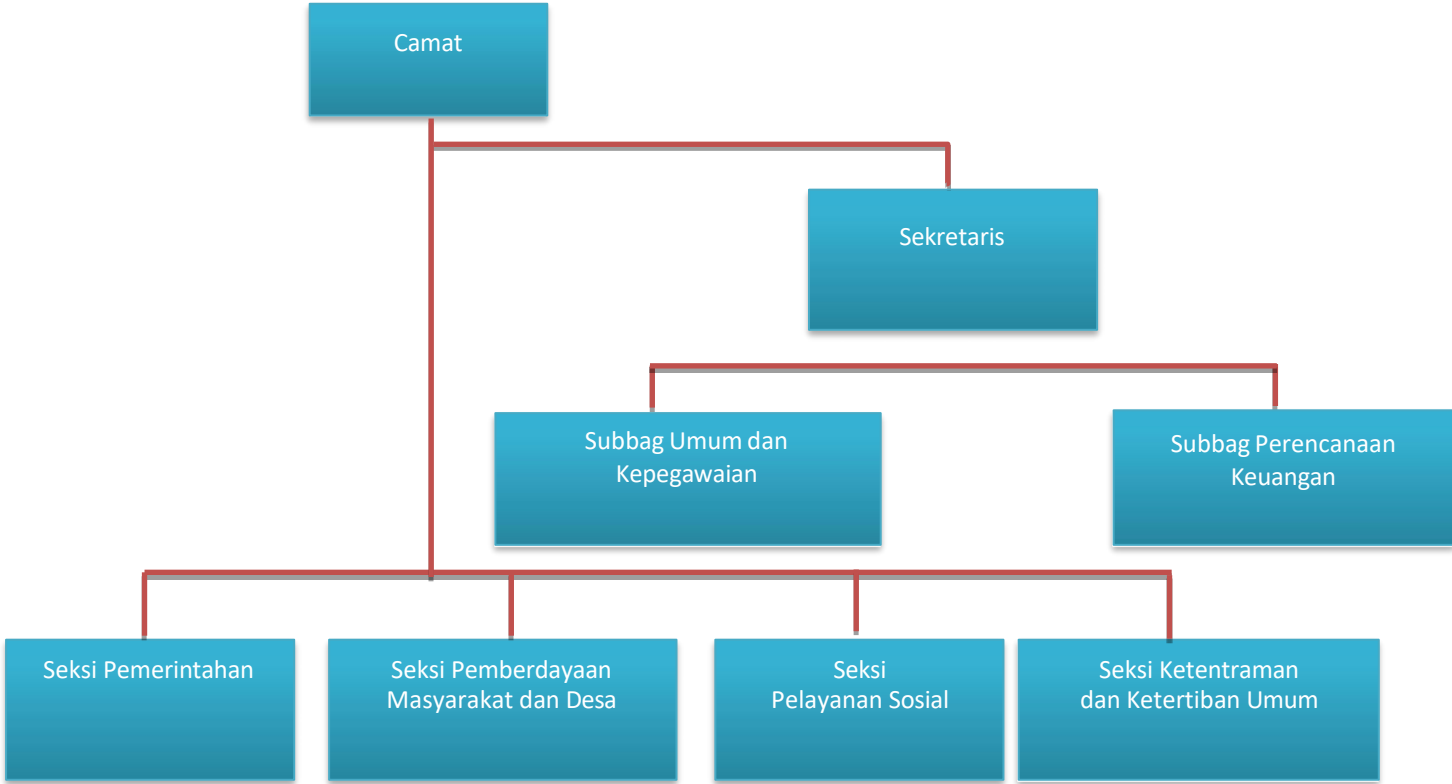 Camat
Sekretaris
Subbag Umum dan
Kepegawaian
Subbag Perencanaan
Keuangan
Seksi Pemerintahan
Seksi Pemberdayaan
Masyarakat dan Desa
Seksi
Pelayanan Sosial
Seksi Ketentraman
dan Ketertiban Umum